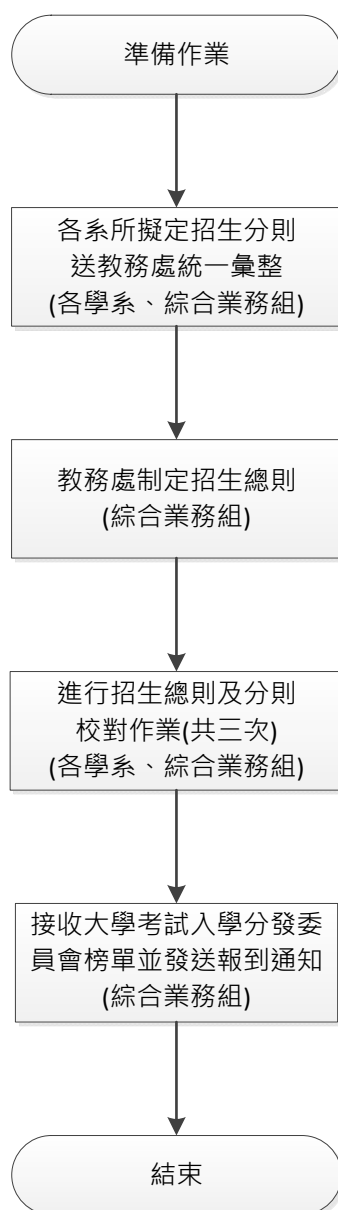 準備作業
各系所擬定招生分則
送教務處統一彙整
(各學系、綜合業務組)
教務處制定招生總則
(綜合業務組)
進行招生總則及分則
校對作業(共三次)
(各學系、綜合業務組)
接收大學考試入學分發委
員會榜單並發送報到通知
(綜合業務組)
結束